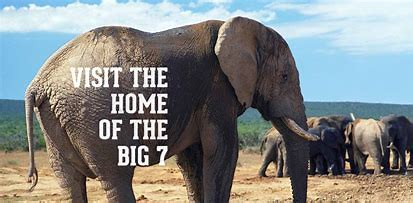 VISIT THE
HOME
OF THE
BIG 7